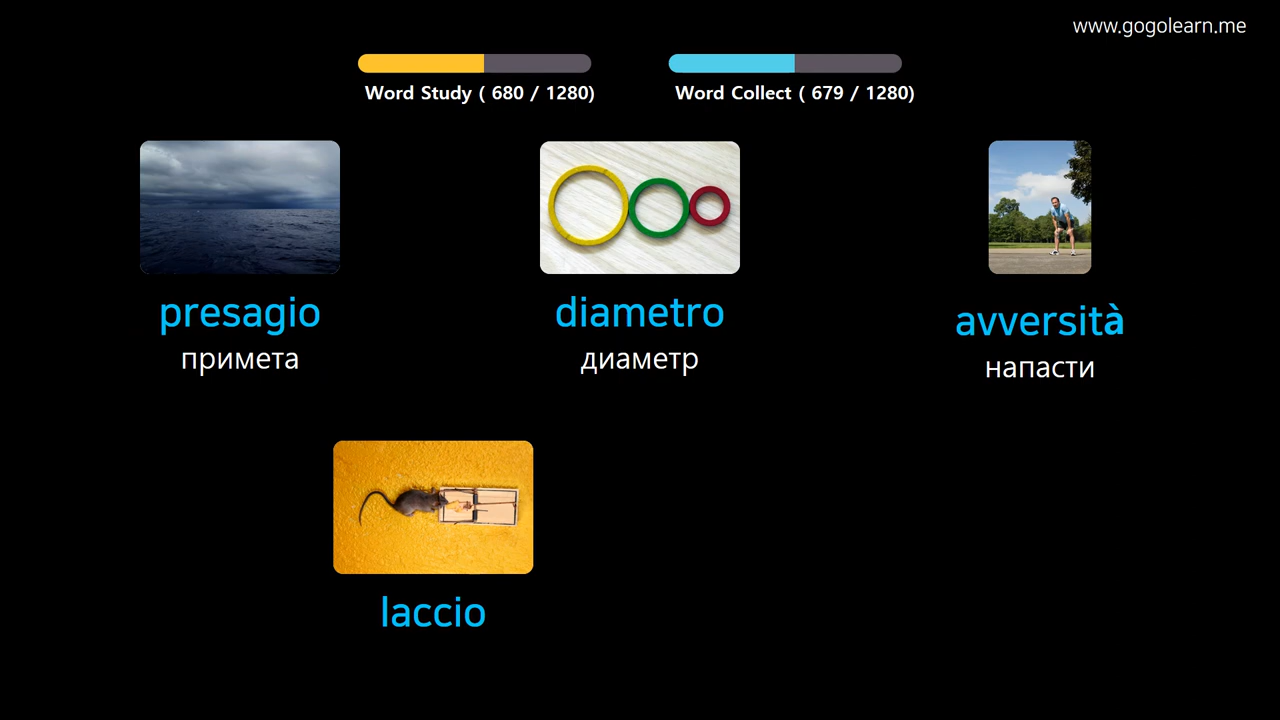 www.gogolearn.me
Word Study ( 680 / 1280)
Word Collect ( 679 / 1280)
presagio
примета
diametro
диаметр
avversità
напасти
laccio